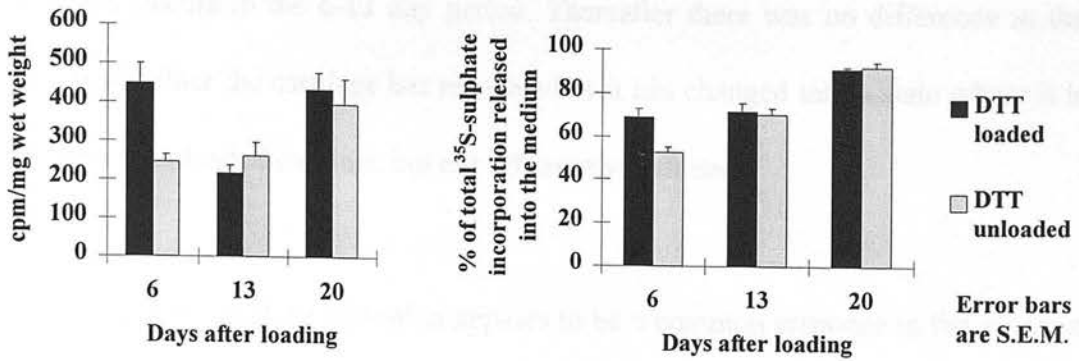 600
500
400
300
200
100
0
cpm/mg wet weight
6 13 20
Days after loading
100
80
60
40
20
0
% of total ³⁵S-sulphate
incorporation released
into the medium
6 13 20
Days after loading
DTT
loaded
DTT
unloaded
Error bars
are S.E.M.